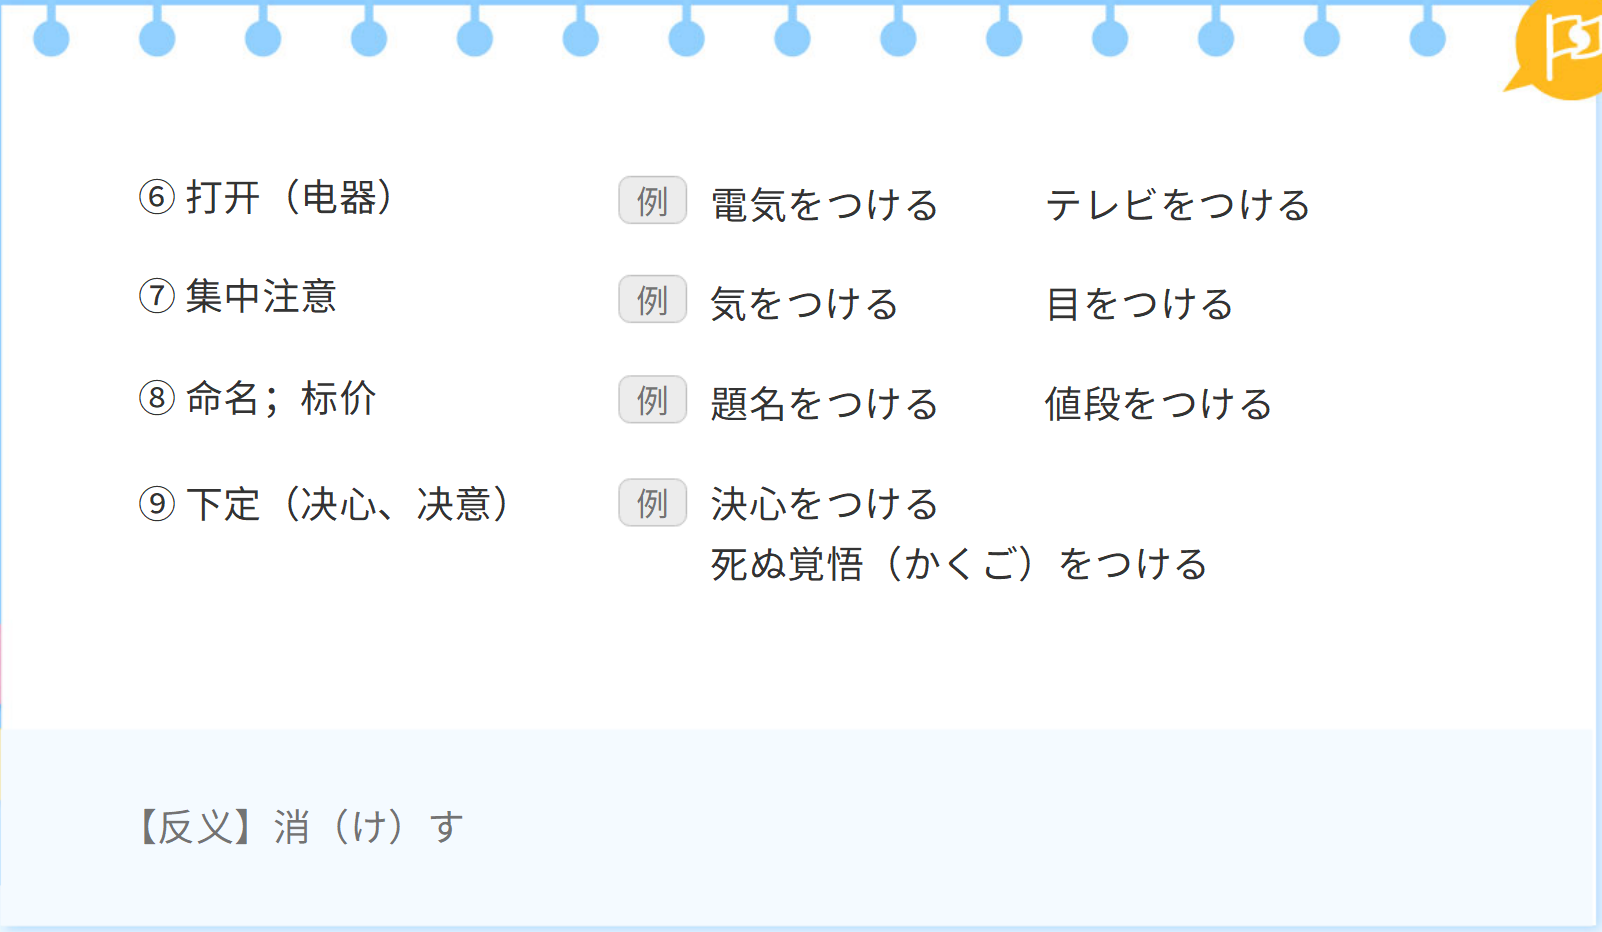 ⑥ 打开（电器） 例 電気をつける テレビをつける
⑦ 集中注意 例 気をつける 目をつける
⑧ 命名；标价 例 題名をつける 値段をつける
⑨ 下定（决心、决意） 例 決心をつける
死ぬ覚悟（かくご）をつける
【反义】消（け）す